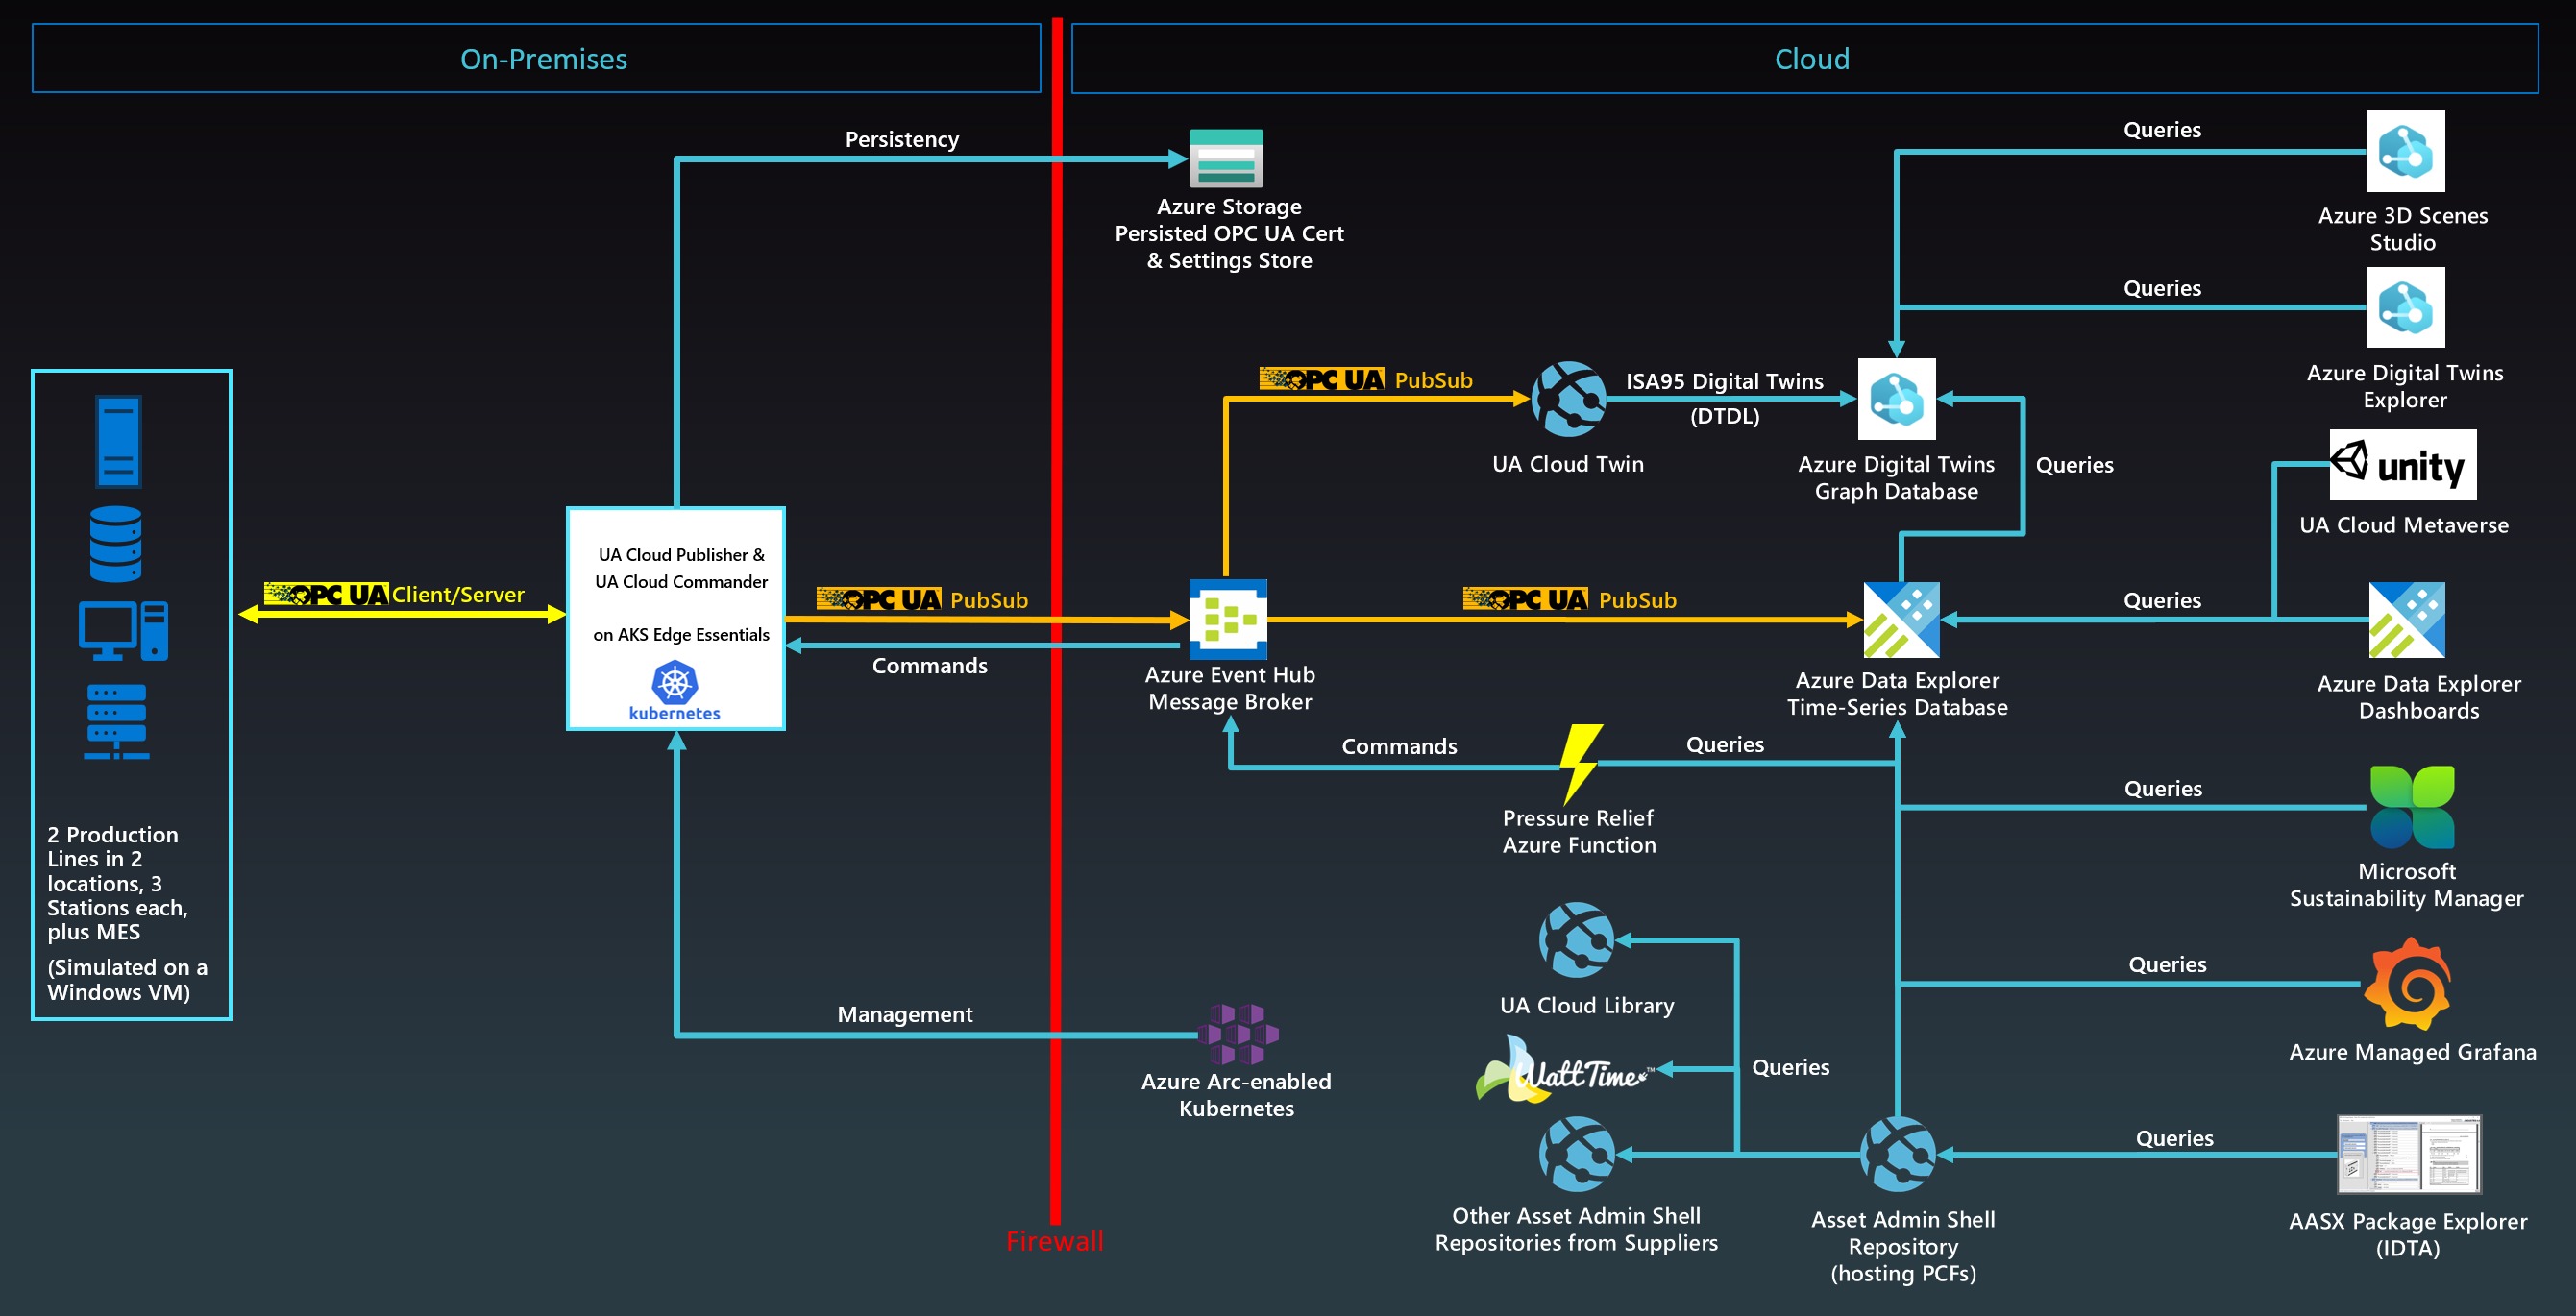 On-Premises
Cloud
Persistency
Queries
Azure Storage
Persisted OPC UA Cert
& Settings Store
Azure 3D Scenes
Studio
Queries
OPC UA PubSub
ISA95 Digital Twins
(DTDL)
Azure Digital Twins
Explorer
UA Cloud Twin
Azure Digital Twins
Graph Database
Queries
unity
UA Cloud Metaverse
UA Cloud Publisher &
UA Cloud Commander
on AKS Edge Essentials
kubernetes
OPC UA Client/Server
OPC UA PubSub
Commands
OPC UA PubSub
Queries
Azure Event Hub
Message Broker
Azure Data Explorer
Time-Series Database
Azure Data Explorer
Dashboards
Commands
Queries
Pressure Relief
Azure Function
Queries
Microsoft
Sustainability Manager
2 Production
Lines in 2
locations, 3
Stations each,
plus MES
(Simulated on a
Windows VM)
Management
UA Cloud Library
Queries
Azure Managed Grafana
Azure Arc-enabled
Kubernetes
WattTime™
Queries
Queries
Firewall
Other Asset Admin Shell
Repositories from Suppliers
Asset Admin Shell
Repository
(hosting PCFs)
AASX Package Explorer
(IDTA)